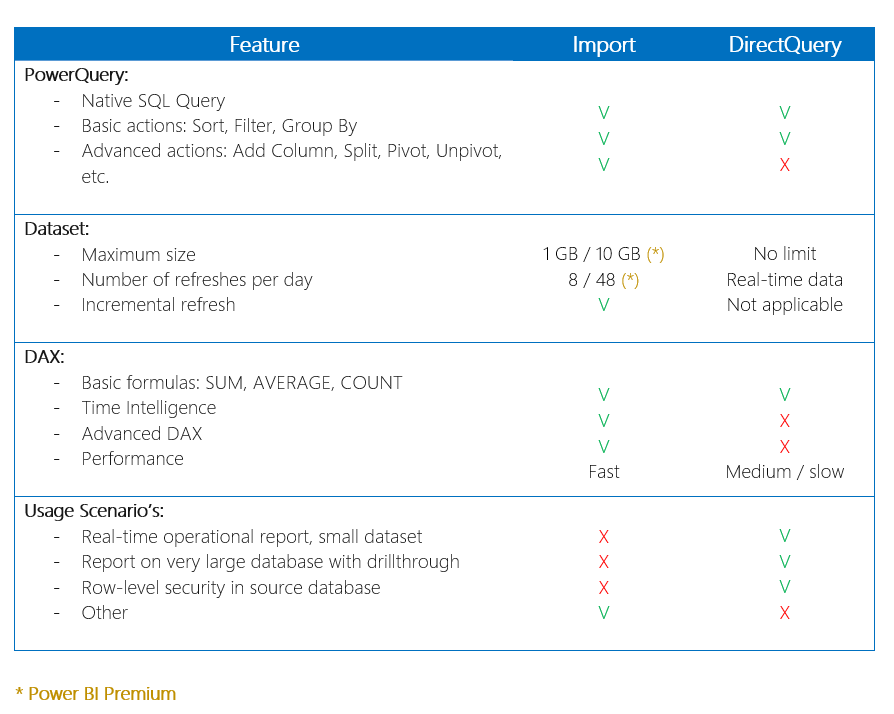 Feature Import DirectQuery
PowerQuery:
- Native SQL Query V V
- Basic actions: Sort, Filter, Group By V V
- Advanced actions: Add Column, Split, Pivot, Unpivot, V X
etc.
Dataset:
- Maximum size 1 GB / 10 GB (*) No limit
- Number of refreshes per day 8 / 48 (*) Real-time data
- Incremental refresh V Not applicable
DAX:
- Basic formulas: SUM, AVERAGE, COUNT V V
- Time Intelligence V X
- Advanced DAX V X
- Performance Fast Medium / slow
Usage Scenario’s:
- Real-time operational report, small dataset X V
- Report on very large database with drillthrough X V
- Row-level security in source database X V
- Other V X
* Power BI Premium